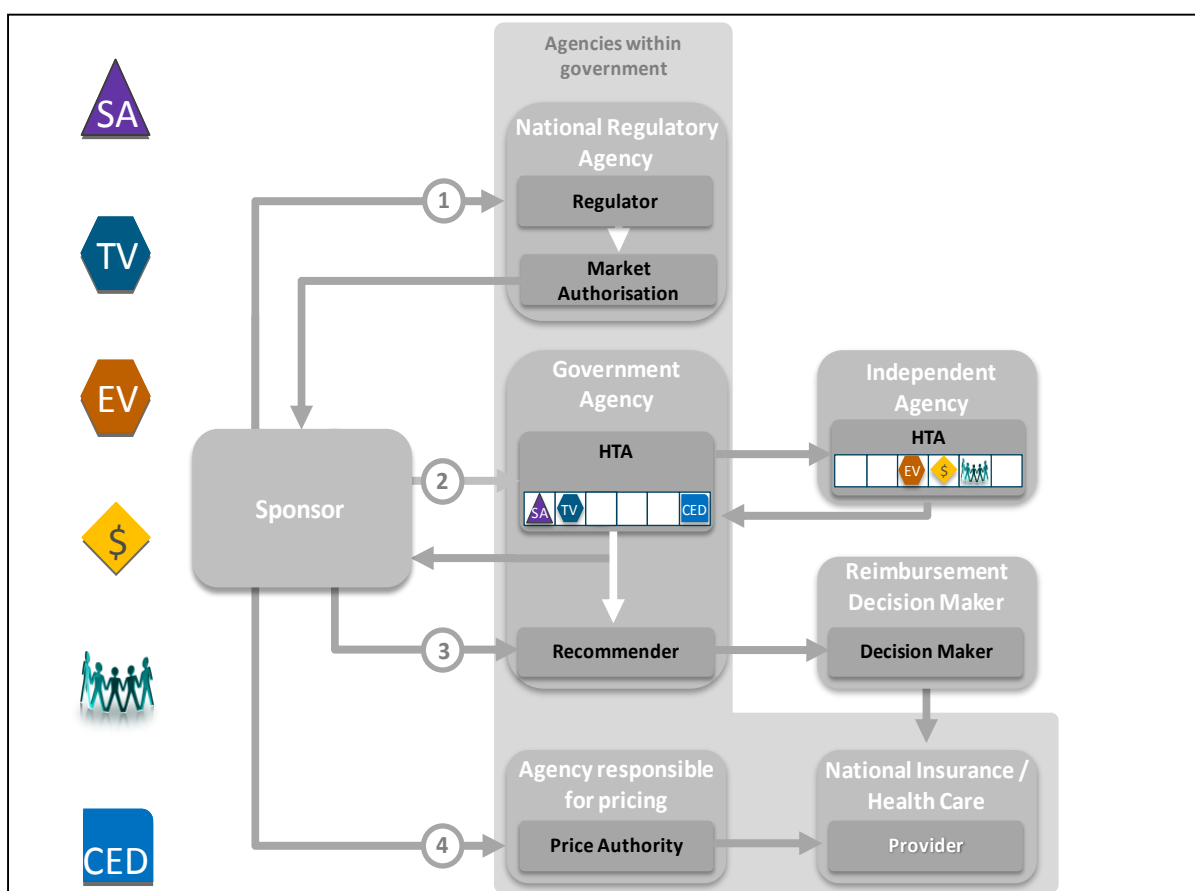 SA
TV
EV
$
CED
Agencies within
government
National Regulatory
Agency
Regulator
Market
Authorisation
1
Government
Agency
HTA
SA
TV
CED
Independent
Agency
HTA
EV
$
Sponsor
2
3
Recommender
Reimbursement
Decision Maker
Decision Maker
Agency responsible
for pricing
4
Price Authority
National Insurance /
Health Care
Provider